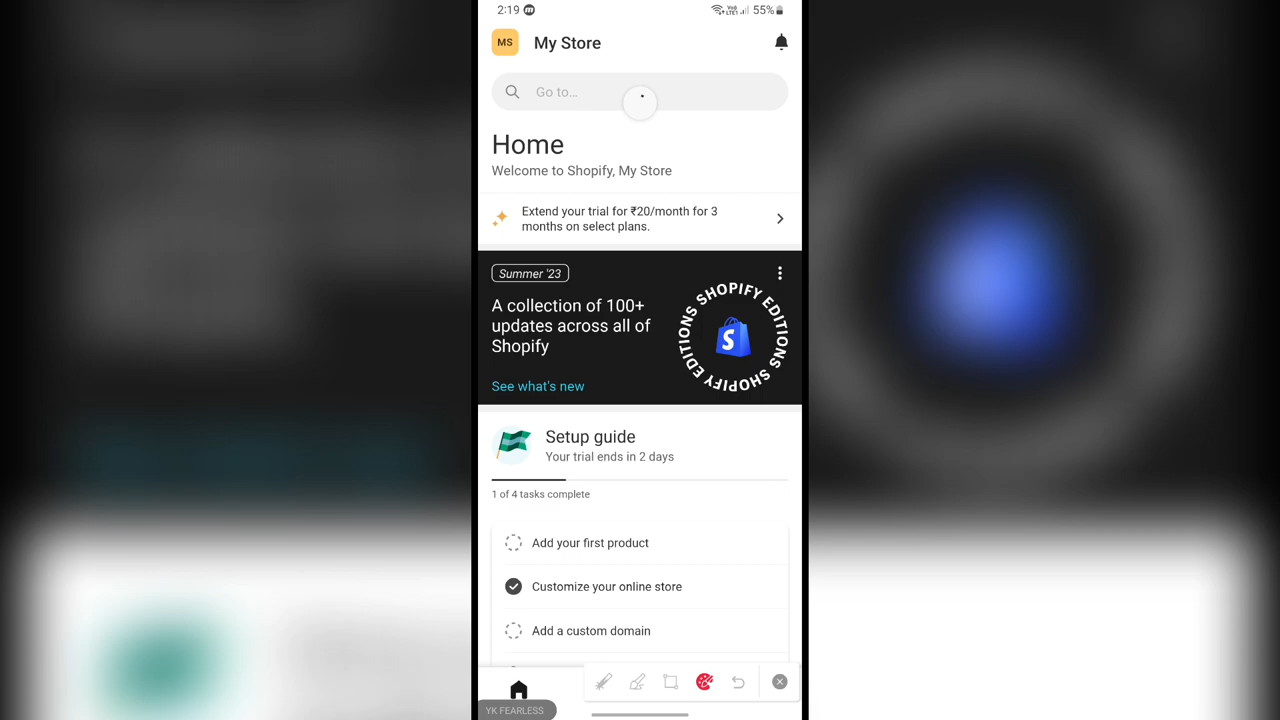 2:19
Vo)) LTE1 55%
MS My Store
Go to...
Home
Welcome to Shopify, My Store
Extend your trial for ₹20/month for 3
months on select plans.
Summer '23
A collection of 100+
updates across all of
Shopify
See what's new
SHOPIFY EDITIONS SHOPIFY EDITIONS
S
Setup guide
Your trial ends in 2 days
1 of 4 tasks complete
Add your first product
Customize your online store
Add a custom domain
YK FEARLESS